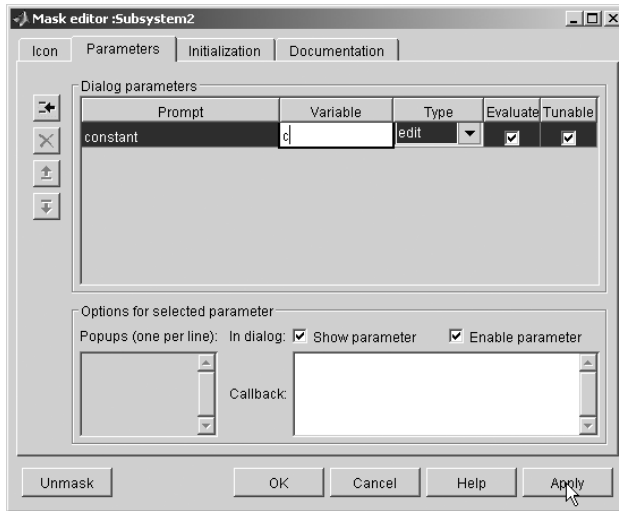 Mask editor :Subsystem2
Icon Parameters Initialization Documentation
Dialog parameters
Prompt Variable Type Evaluate Tunable
constant c edit
Options for selected parameter
Popups (one per line): In dialog: Show parameter Enable parameter
Callback:
Unmask OK Cancel Help Apply